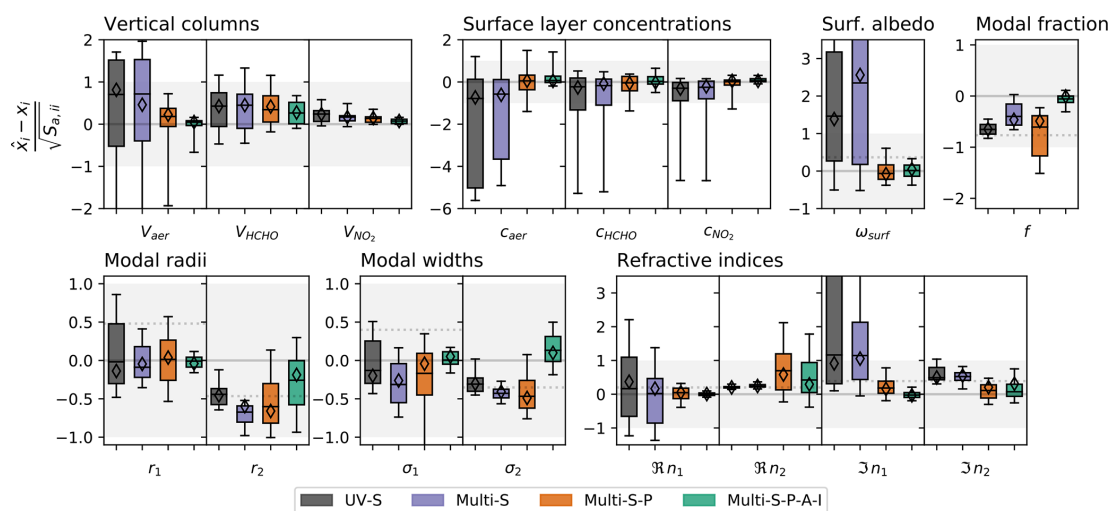 Vertical columns
Surface layer concentrations
Surf. albedo
Modal fraction
2
1
0
−1
−2
2
0
−2
−4
−6
3
2
1
0
−1
1
0
−1
−2
x̂ᵢ − xᵢ
√Sₐ,ᵢᵢ
V_aer
V_HCHO
V_NO₂
c_aer
c_HCHO
c_NO₂
ω_surf
f
Modal radii
Modal widths
Refractive indices
1.0
0.5
0.0
−0.5
−1.0
1.0
0.5
0.0
−0.5
−1.0
3
2
1
0
−1
r₁
r₂
σ₁
σ₂
ℜ n₁
ℜ n₂
ℑ n₁
ℑ n₂
UV-S
Multi-S
Multi-S-P
Multi-S-P-A-I